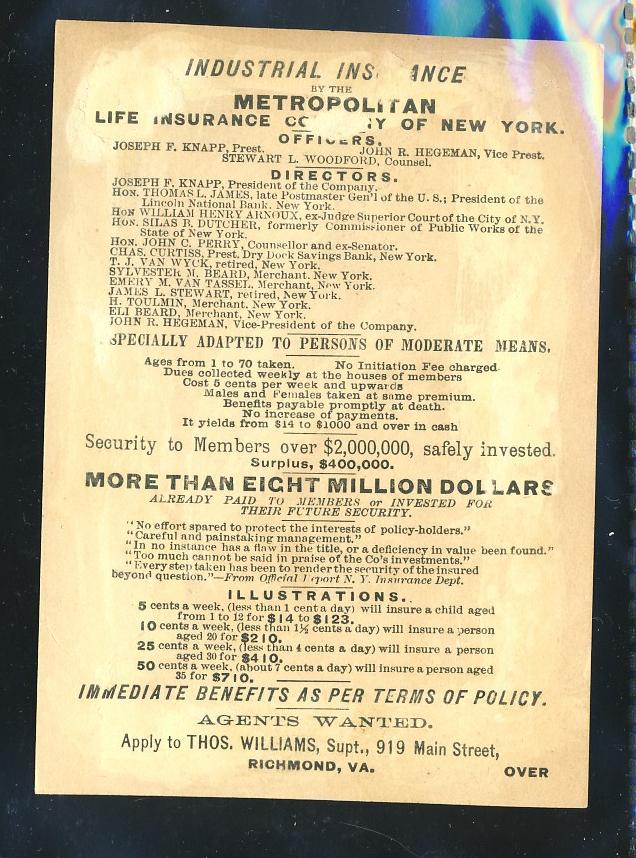 INDUSTRIAL INS ANCE
BY THE
METROPOLITAN
LIFE INSURANCE CO Y OF NEW YORK.
OFFICERS.
JOSEPH F. KNAPP, Prest. JOHN R. HEGEMAN, Vice Prest.
STEWART L. WOODFORD, Counsel.
DIRECTORS.
JOSEPH F. KNAPP, President of the Company.
HON. THOMAS L. JAMES, late Postmaster Gen'l of the U. S.; President of the
Lincoln National Bank. New York.
HON WILLIAM HENRY ARNOUX, ex-Judge Superior Court of the City of N.Y.
HON. SILAS B. DUTCHER, formerly Commissioner of Public Works of the
State of New York.
HON. JOHN C. PERRY, Counsellor and ex-Senator.
CHAS. CURTISS, Prest. Dry Dock Savings Bank, New York.
T. J. VAN WYCK, retired, New York.
SYLVESTER M. BEARD, Merchant. New York.
EMERY M. VAN TASSEL, Merchant, New York.
JAMES L. STEWART, retired, New York.
H. TOULMIN, Merchant. New York.
ELI BEARD, Merchant, New York.
JOHN R. HEGEMAN, Vice-President of the Company.
SPECIALLY ADAPTED TO PERSONS OF MODERATE MEANS.
Ages from 1 to 70 taken. No Initiation Fee charged
Dues collected weekly at the houses of members
Cost 5 cents per week and upwards
Males and Females taken at same premium.
Benefits payable promptly at death.
No increase of payments.
It yields from $14 to $1000 and over in cash
Security to Members over $2,000,000, safely invested.
Surplus, $400,000.
MORE THAN EIGHT MILLION DOLLARS
ALREADY PAID TO MEMBERS or INVESTED FOR
THEIR FUTURE SECURITY.
"No effort spared to protect the interests of policy-holders."
"Careful and painstaking management."
"In no instance has a flaw in the title, or a deficiency in value been found."
"Too much cannot be said in praise of the Co's investments."
"Every step taken has been to render the security of the insured
beyond question."—From Official Report N. Y. Insurance Dept.
ILLUSTRATIONS.
5 cents a week, (less than 1 cent a day) will insure a child aged
from 1 to 12 for $14 to $123.
10 cents a week, (less than 1½ cents a day) will insure a person
aged 20 for $210.
25 cents a week, (less than 4 cents a day) will insure a person
aged 30 for $410.
50 cents a week, (about 7 cents a day) will insure a person aged
35 for $710.
IMMEDIATE BENEFITS AS PER TERMS OF POLICY.
AGENTS WANTED.
Apply to THOS. WILLIAMS, Supt., 919 Main Street,
RICHMOND, VA.
OVER